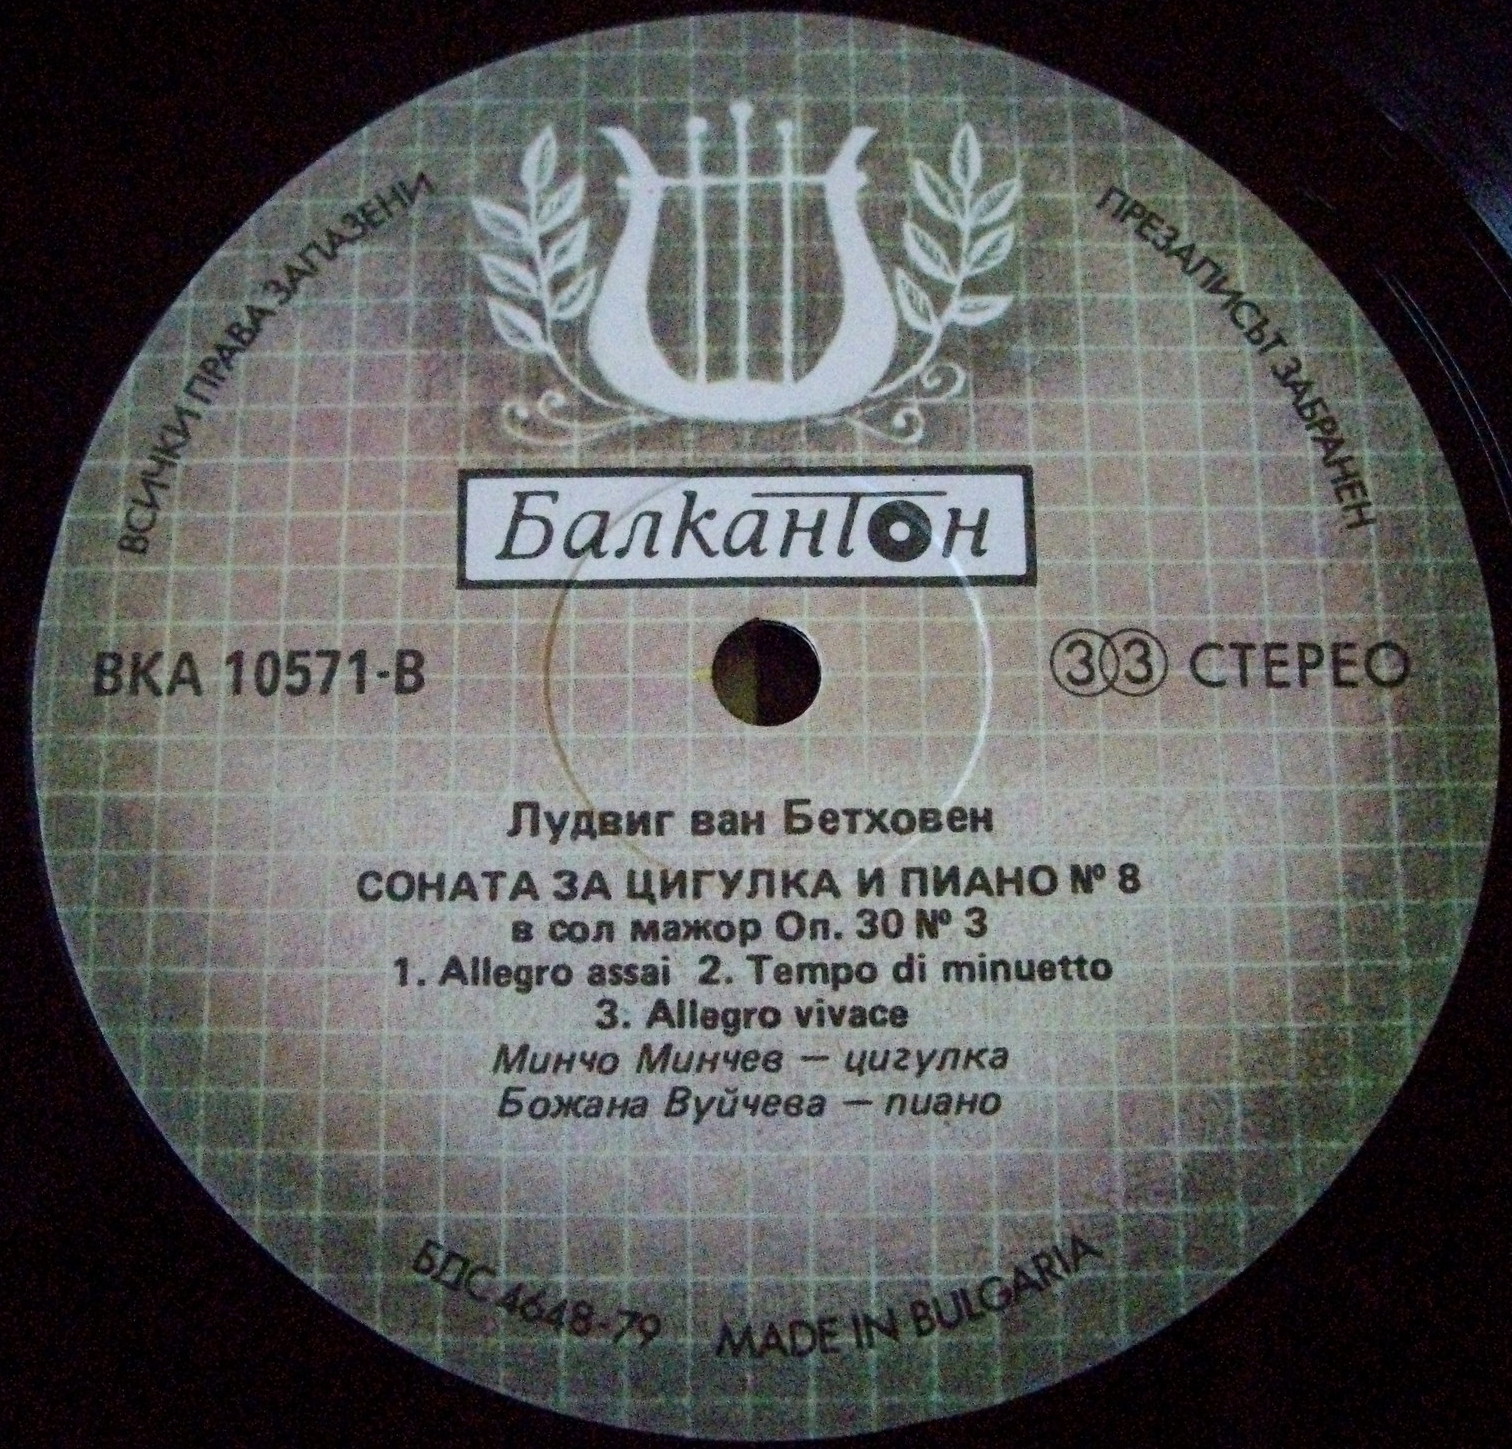 ВСИЧКИ ПРАВА ЗАПАЗЕНИ
ПРЕЗАПИСЪТ ЗАБРАНЕН
Балкантон
ВКА 10571-В
33 СТЕРЕО
Лудвиг ван Бетховен
СОНАТА ЗА ЦИГУЛКА И ПИАНО № 8
в сол мажор Оп. 30 № 3
1. Allegro assai 2. Tempo di minuetto
3. Allegro vivace
Минчо Минчев — цигулка
Божана Вуйчева — пиано
БДС 4648-79 MADE IN BULGARIA